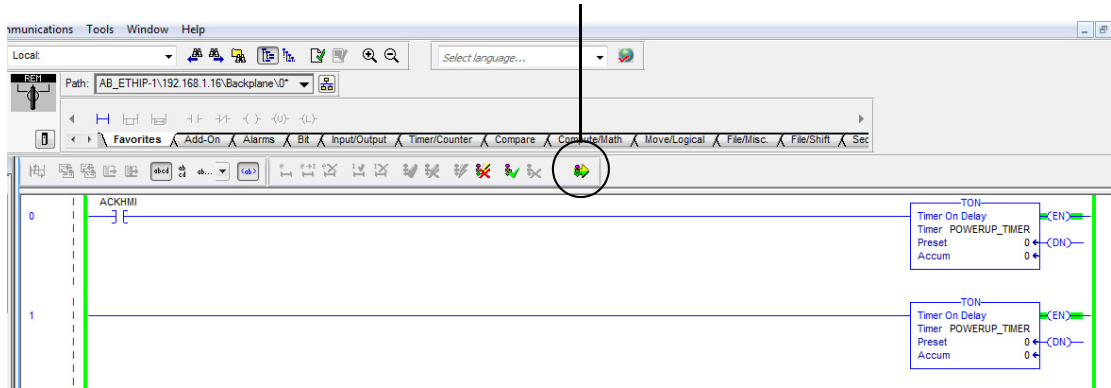 mmunications Tools Window Help
Local: Select language...
REM Path: AB_ETHIP-1\192.168.1.16\Backplane\0*
Favorites Add-On Alarms Bit Input/Output Timer/Counter Compare Compute/Math Move/Logical File/Misc. File/Shift Sec
abcd ab cd ab... <ab>
0 ACKHMI
TON
Timer On Delay (EN)
Timer POWERUP_TIMER
Preset 0 (DN)
Accum 0
1
TON
Timer On Delay (EN)
Timer POWERUP_TIMER
Preset 0 (DN)
Accum 0